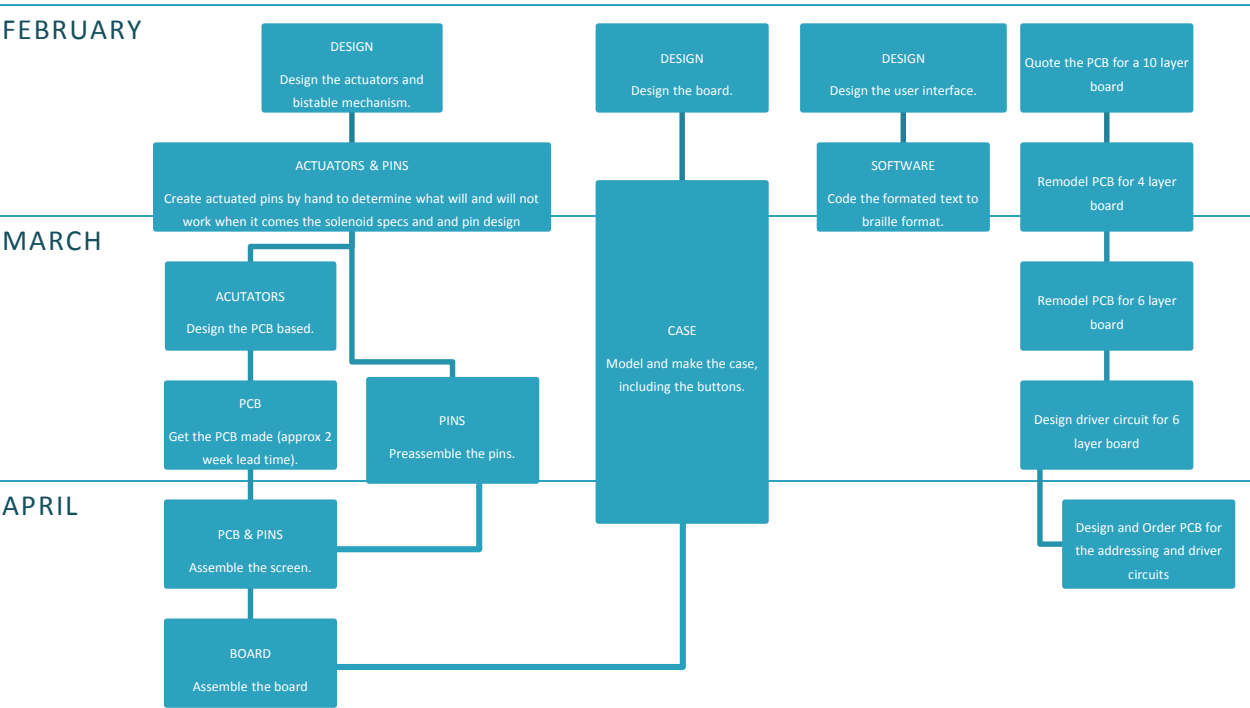 FEBRUARY
DESIGN
Design the actuators and
bistable mechanism.
DESIGN
Design the board.
DESIGN
Design the user interface.
Quote the PCB for a 10 layer
board
ACTUATORS & PINS
Create actuated pins by hand to determine what will and will not
work when it comes the solenoid specs and and pin design
SOFTWARE
Code the formated text to
braille format.
Remodel PCB for 4 layer
board
MARCH
ACUTATORS
Design the PCB based.
CASE
Model and make the case,
including the buttons.
Remodel PCB for 6 layer
board
PCB
Get the PCB made (approx 2
week lead time).
PINS
Preassemble the pins.
Design driver circuit for 6
layer board
APRIL
PCB & PINS
Assemble the screen.
Design and Order PCB for
the addressing and driver
circuits
BOARD
Assemble the board